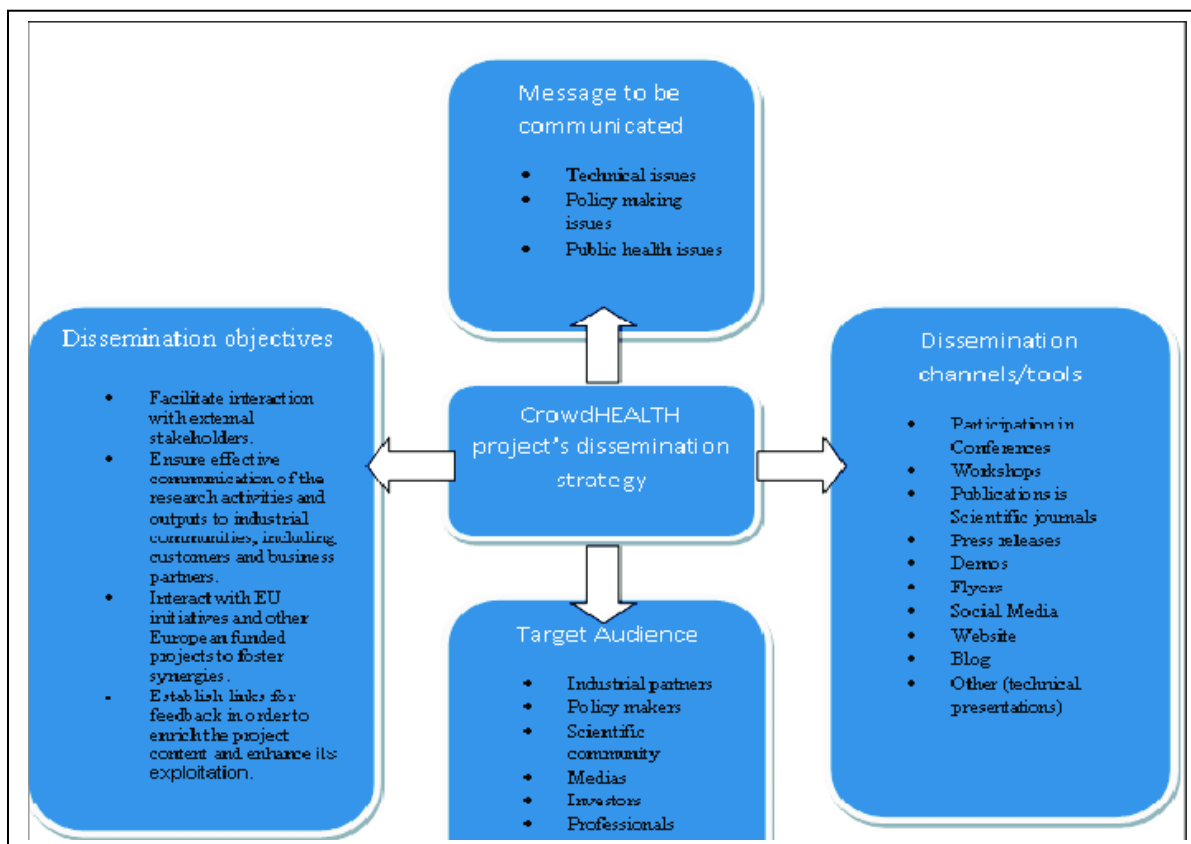 Message to be
communicated
• Technical issues
• Policy making
issues
• Public health issues
Dissemination objectives
• Facilitate interaction
with external
stakeholders.
• Ensure effective
communication of the
research activities and
outputs to industrial
communities, including
customers and business
partners.
• Interact with EU
initiatives and other
European funded
projects to foster
synergies.
- Establish links for
feedback in order to
enrich the project
content and enhance its
exploitation.
CrowdHEALTH
project's dissemination
strategy
Dissemination
channels/tools
• Participation in
Conferences
• Workshops
• Publications is
Scientific journals
• Press releases
• Demos
• Flyers
• Social Media
• Website
• Blog
• Other (technical
presentations)
Target Audience
• Industrial partners
• Policy makers
• Scientific
community
• Medias
• Investors
• Professionals